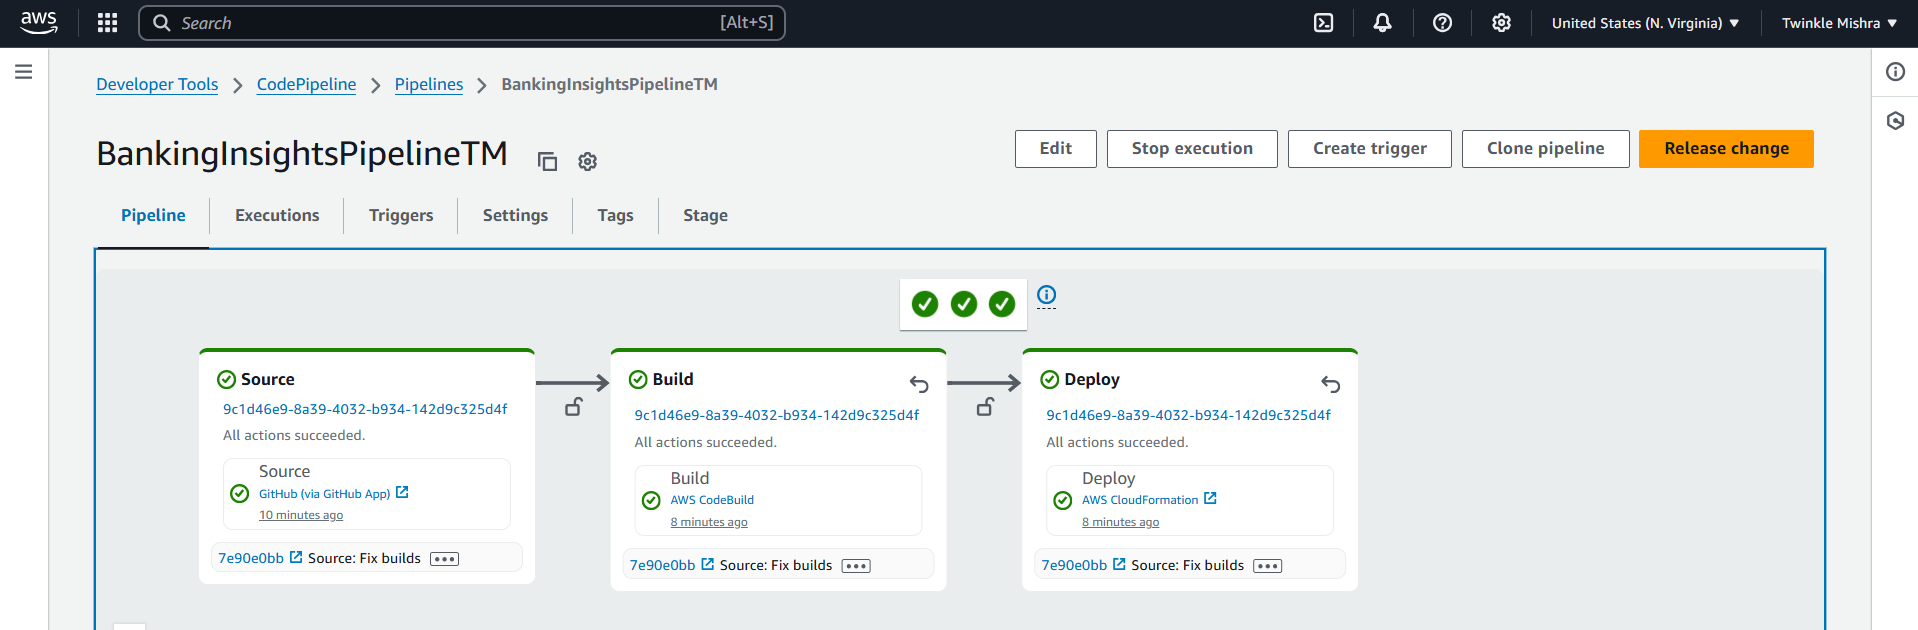 aws
Search [Alt+S]
United States (N. Virginia) Twinkle Mishra
Developer Tools CodePipeline Pipelines BankingInsightsPipelineTM
BankingInsightsPipelineTM
Edit Stop execution Create trigger Clone pipeline Release change
Pipeline Executions Triggers Settings Tags Stage
Source
9c1d46e9-8a39-4032-b934-142d9c325d4f
All actions succeeded.
Source
GitHub (via GitHub App)
10 minutes ago
7e90e0bb Source: Fix builds
Build
9c1d46e9-8a39-4032-b934-142d9c325d4f
All actions succeeded.
Build
AWS CodeBuild
8 minutes ago
7e90e0bb Source: Fix builds
Deploy
9c1d46e9-8a39-4032-b934-142d9c325d4f
All actions succeeded.
Deploy
AWS CloudFormation
8 minutes ago
7e90e0bb Source: Fix builds